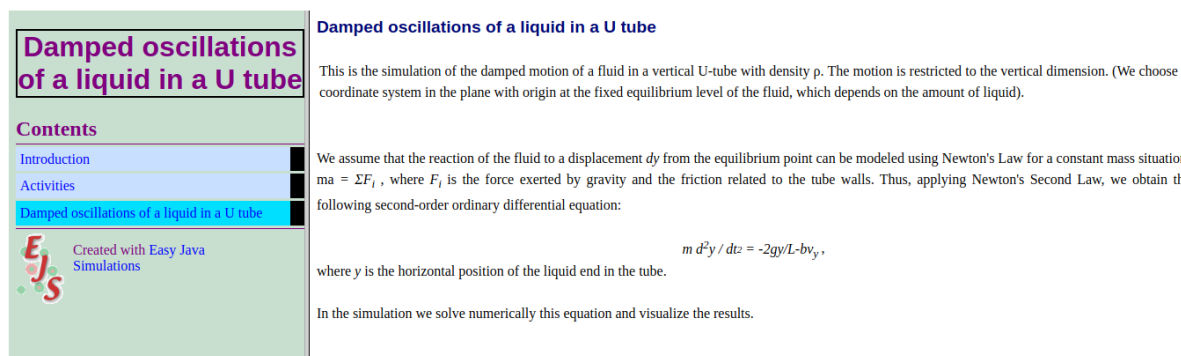 Damped oscillations
of a liquid in a U tube
Contents
Introduction
Activities
Damped oscillations of a liquid in a U tube
EJS
Created with Easy Java
Simulations
Damped oscillations of a liquid in a U tube
This is the simulation of the damped motion of a fluid in a vertical U-tube with density ρ. The motion is restricted to the vertical dimension. (We choose
coordinate system in the plane with origin at the fixed equilibrium level of the fluid, which depends on the amount of liquid).
We assume that the reaction of the fluid to a displacement dy from the equilibrium point can be modeled using Newton's Law for a constant mass
ma = ΣFi , where Fi is the force exerted by gravity and the friction related to the tube walls. Thus, applying Newton's Second Law, we obtain
following second-order ordinary differential equation:
m d²y / dt2 = -2gy/L-bvy ,
where y is the horizontal position of the liquid end in the tube.
In the simulation we solve numerically this equation and visualize the results.